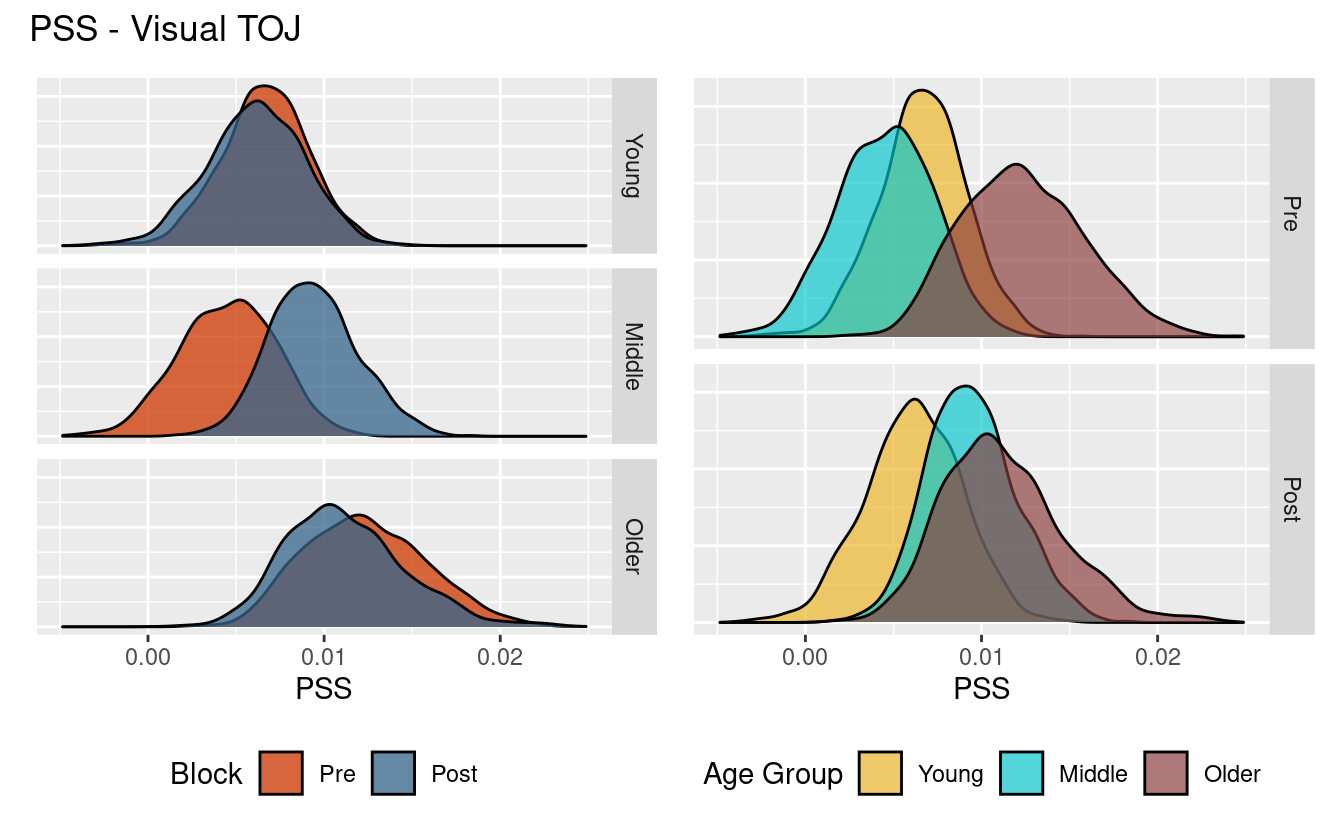 PSS - Visual TOJ
Young
Middle
Older
0.00 0.01 0.02
PSS
Block Pre Post
Pre
Post
0.00 0.01 0.02
PSS
Age Group Young Middle Older